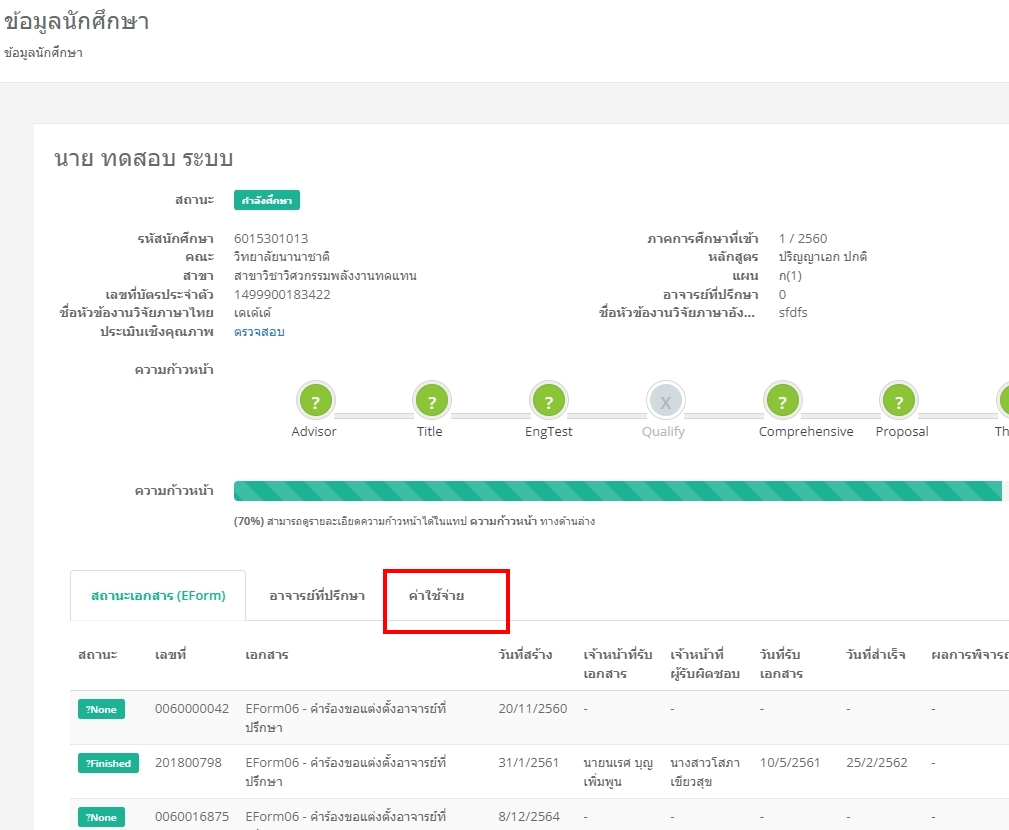 ข้อมูลนักศึกษา
ข้อมูลนักศึกษา
นาย ทดสอบ ระบบ
สถานะ กำลังศึกษา
รหัสนักศึกษา 6015301013 ภาคการศึกษาที่เข้า 1 / 2560
คณะ วิทยาลัยนานาชาติ หลักสูตร ปริญญาเอก ปกติ
สาขา สาขาวิชาวิศวกรรมพลังงานทดแทน แผน ก(1)
เลขที่บัตรประจำตัว 1499900183422 อาจารย์ที่ปรึกษา 0
ชื่อหัวข้องานวิจัยภาษาไทย เดเด้เด้ ชื่อหัวข้องานวิจัยภาษาอัง... sfdfs
ประเมินเชิงคุณภาพ ตรวจสอบ
ความก้าวหน้า
? ? ? X ? ?
Advisor Title EngTest Qualify Comprehensive Proposal Th
ความก้าวหน้า
(70%) สามารถดูรายละเอียดความก้าวหน้าได้ในแทป ความก้าวหน้า ทางด้านล่าง
สถานะเอกสาร (EForm) อาจารย์ที่ปรึกษา ค่าใช้จ่าย
สถานะ เลขที่ เอกสาร วันที่สร้าง เจ้าหน้าที่รับ เจ้าหน้าที่ วันที่รับ วันที่สำเร็จ ผลการพิจารณ
เอกสาร ผู้รับผิดชอบ เอกสาร
?None 0060000042 EForm06 - คำร้องขอแต่งตั้งอาจารย์ที่ 20/11/2560 - - - - -
ปรึกษา
?Finished 201800798 EForm06 - คำร้องขอแต่งตั้งอาจารย์ที่ 31/1/2561 นายนเรศ บุญ นางสาวโสภา 10/5/2561 25/2/2562 -
ปรึกษา เพิ่มพูน เขียวสุข
?None 0060016875 EForm06 - คำร้องขอแต่งตั้งอาจารย์ที่ 8/12/2564 - - - - -